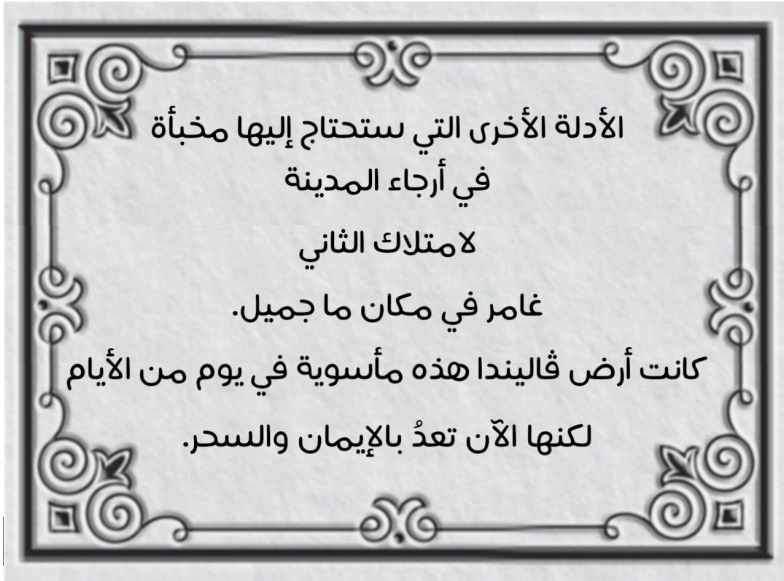 الأدلة الأخرى التي ستحتاج إليها مخبأة
في أرجاء المدينة
لامتلاك الثاني
غامر في مكان ما جميل.
كانت أرض ڤاليندا هذه مأسوية في يوم من الأيام
لكنها الآن تعدُ بالإيمان والسحر.